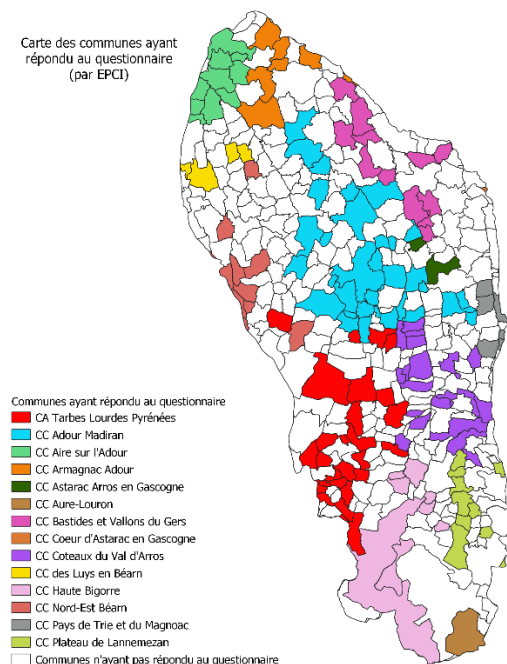 Carte des communes ayant
répondu au questionnaire
(par EPCI)
Communes ayant répondu au questionnaire
CA Tarbes Lourdes Pyrénées
CC Adour Madiran
CC Aire sur l'Adour
CC Armagnac Adour
CC Astarac Arros en Gascogne
CC Aure-Louron
CC Bastides et Vallons du Gers
CC Coeur d'Astarac en Gascogne
CC Coteaux du Val d'Arros
CC des Luys en Béarn
CC Haute Bigorre
CC Nord-Est Béarn
CC Pays de Trie et du Magnoac
CC Plateau de Lannemezan
Communes n'ayant pas répondu au questionnaire